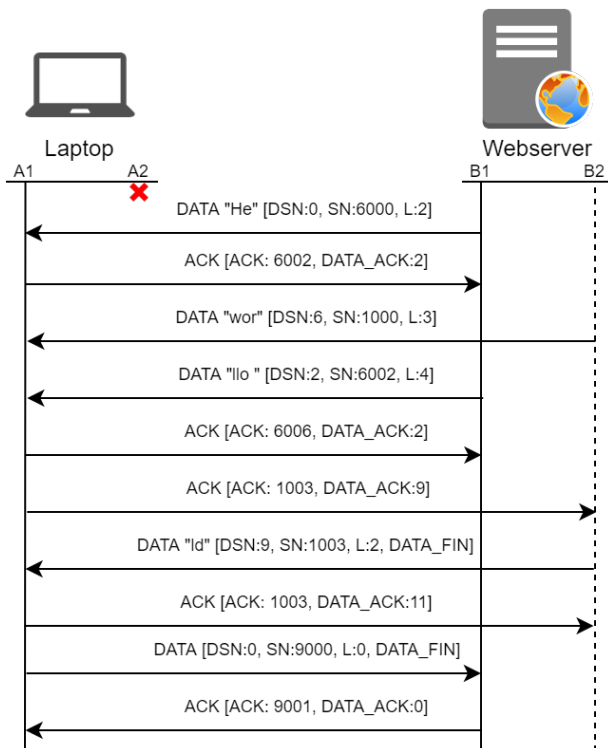 Laptop
Webserver
A1
A2
B1
B2
DATA "He" [DSN:0, SN:6000, L:2]
ACK [ACK: 6002, DATA_ACK:2]
DATA "wor" [DSN:6, SN:1000, L:3]
DATA "llo " [DSN:2, SN:6002, L:4]
ACK [ACK: 6006, DATA_ACK:2]
ACK [ACK: 1003, DATA_ACK:9]
DATA "ld" [DSN:9, SN:1003, L:2, DATA_FIN]
ACK [ACK: 1003, DATA_ACK:11]
DATA [DSN:0, SN:9000, L:0, DATA_FIN]
ACK [ACK: 9001, DATA_ACK:0]